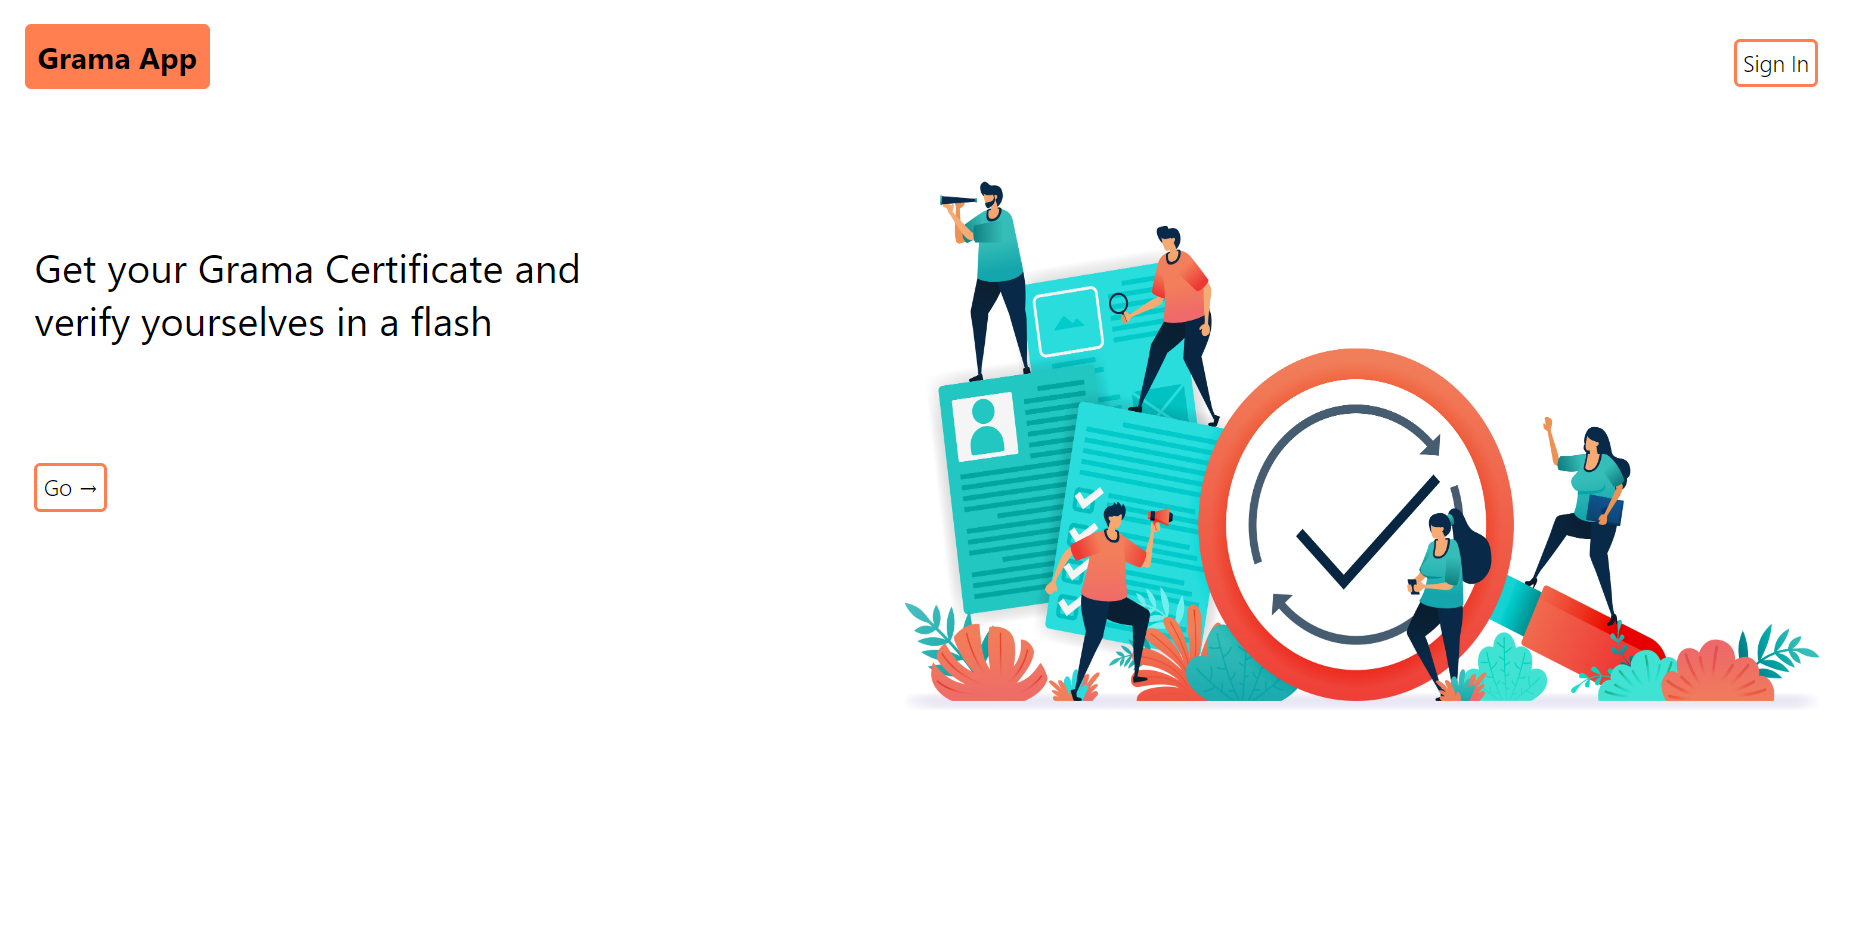 Grama App
Sign In
Get your Grama Certificate and
verify yourselves in a flash
Go →